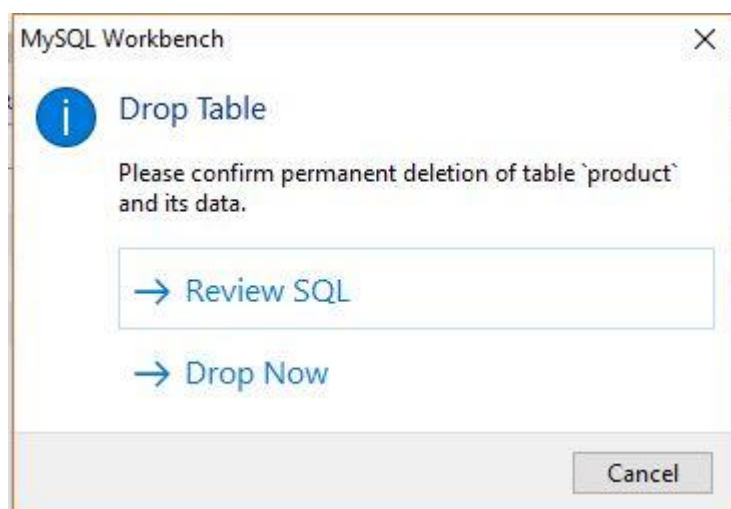 MySQL Workbench
Drop Table
Please confirm permanent deletion of table `product`
and its data.
→ Review SQL
→ Drop Now
Cancel